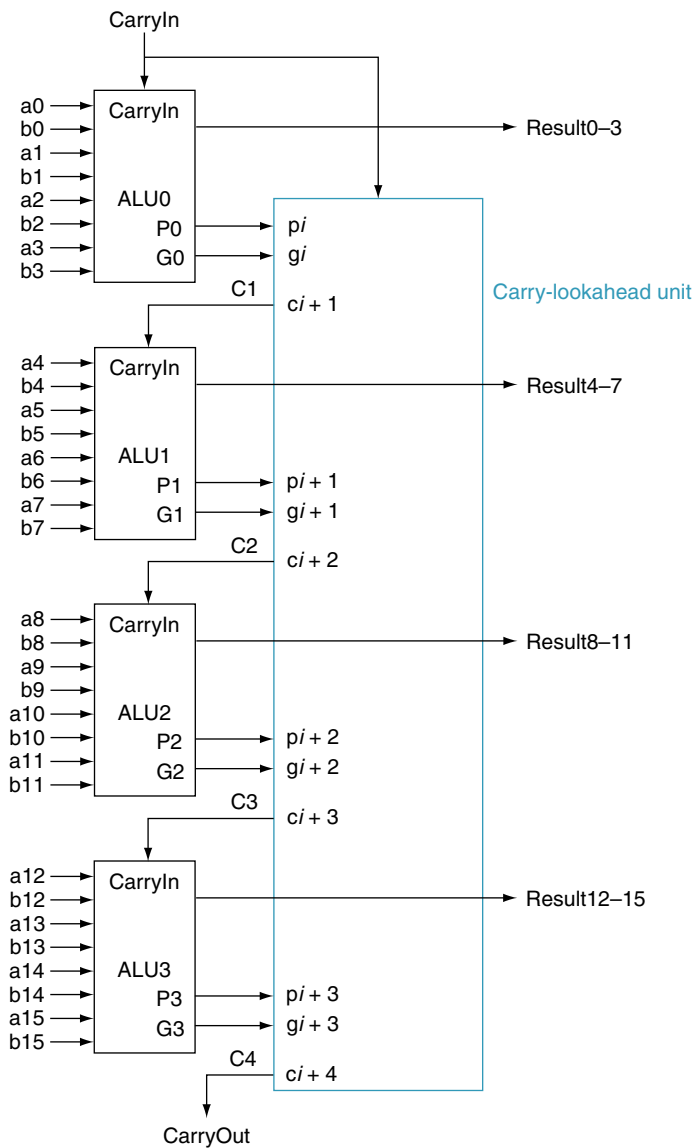 CarryIn
a0
b0
a1
b1
a2
b2
a3
b3
CarryIn
ALU0
P0
G0
Result0–3
pi
gi
Carry-lookahead unit
C1
ci + 1
a4
b4
a5
b5
a6
b6
a7
b7
CarryIn
ALU1
P1
G1
Result4–7
pi + 1
gi + 1
C2
ci + 2
a8
b8
a9
b9
a10
b10
a11
b11
CarryIn
ALU2
P2
G2
Result8–11
pi + 2
gi + 2
C3
ci + 3
a12
b12
a13
b13
a14
b14
a15
b15
CarryIn
ALU3
P3
G3
Result12–15
pi + 3
gi + 3
C4
ci + 4
CarryOut